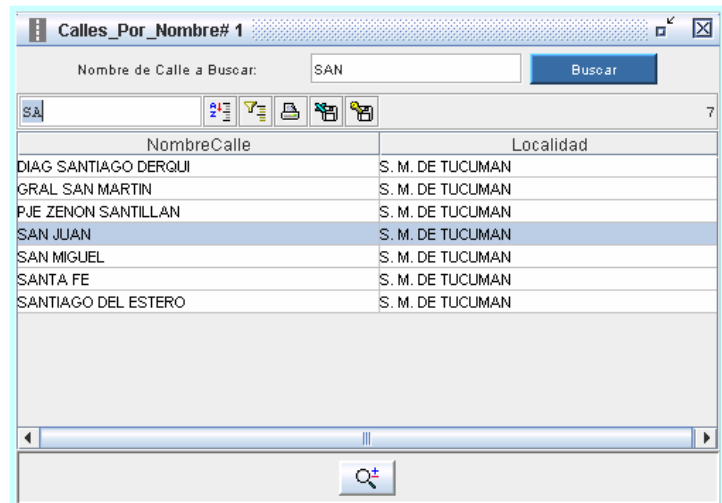 Calles_Por_Nombre# 1
Nombre de Calle a Buscar: SAN Buscar
SA 7
NombreCalle Localidad
DIAG SANTIAGO DERQUI S. M. DE TUCUMAN
GRAL SAN MARTIN S. M. DE TUCUMAN
PJE ZENON SANTILLAN S. M. DE TUCUMAN
SAN JUAN S. M. DE TUCUMAN
SAN MIGUEL S. M. DE TUCUMAN
SANTA FE S. M. DE TUCUMAN
SANTIAGO DEL ESTERO S. M. DE TUCUMAN